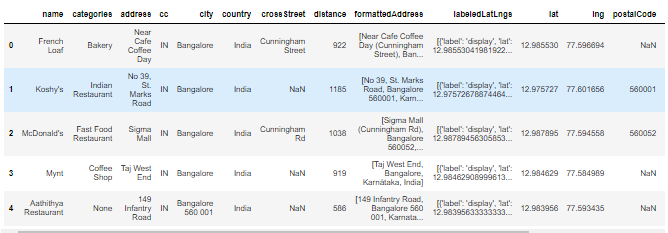 name categories address cc city country crossStreet distance formattedAddress labeledLatLngs lat lng postalCode
0 French Loaf Bakery Near Cafe Coffee Day IN Bangalore India Cunningham Street 922 [Near Cafe Coffee Day (Cunningham Street), Ban... [{'label': 'display', 'lat': 12.98553041981922... 12.985530 77.596694 NaN
1 Koshy's Indian Restaurant No 39, St. Marks Road IN Bangalore India NaN 1185 [No 39, St. Marks Road, Bangalore 560001, Karn... [{'label': 'display', 'lat': 12.97572678874464... 12.975727 77.601656 560001
2 McDonald's Fast Food Restaurant Sigma Mall IN Bangalore India Cunningham Rd 1038 [Sigma Mall (Cunningham Rd), Bangalore 560052,... [{'label': 'display', 'lat': 12.98789456305853... 12.987895 77.594558 560052
3 Mynt Coffee Shop Taj West End IN Bangalore India NaN 919 [Taj West End, Bangalore, Karnātaka, India] [{'label': 'display', 'lat': 12.98462908999613... 12.984629 77.584989 NaN
4 Aathithya Restaurant None 149 Infantry Road IN Bangalore 560 001 India NaN 586 [149 Infantry Road, Bangalore 560 001, Karnata... [{'label': 'display', 'lat': 12.98395633333333... 12.983956 77.593435 NaN